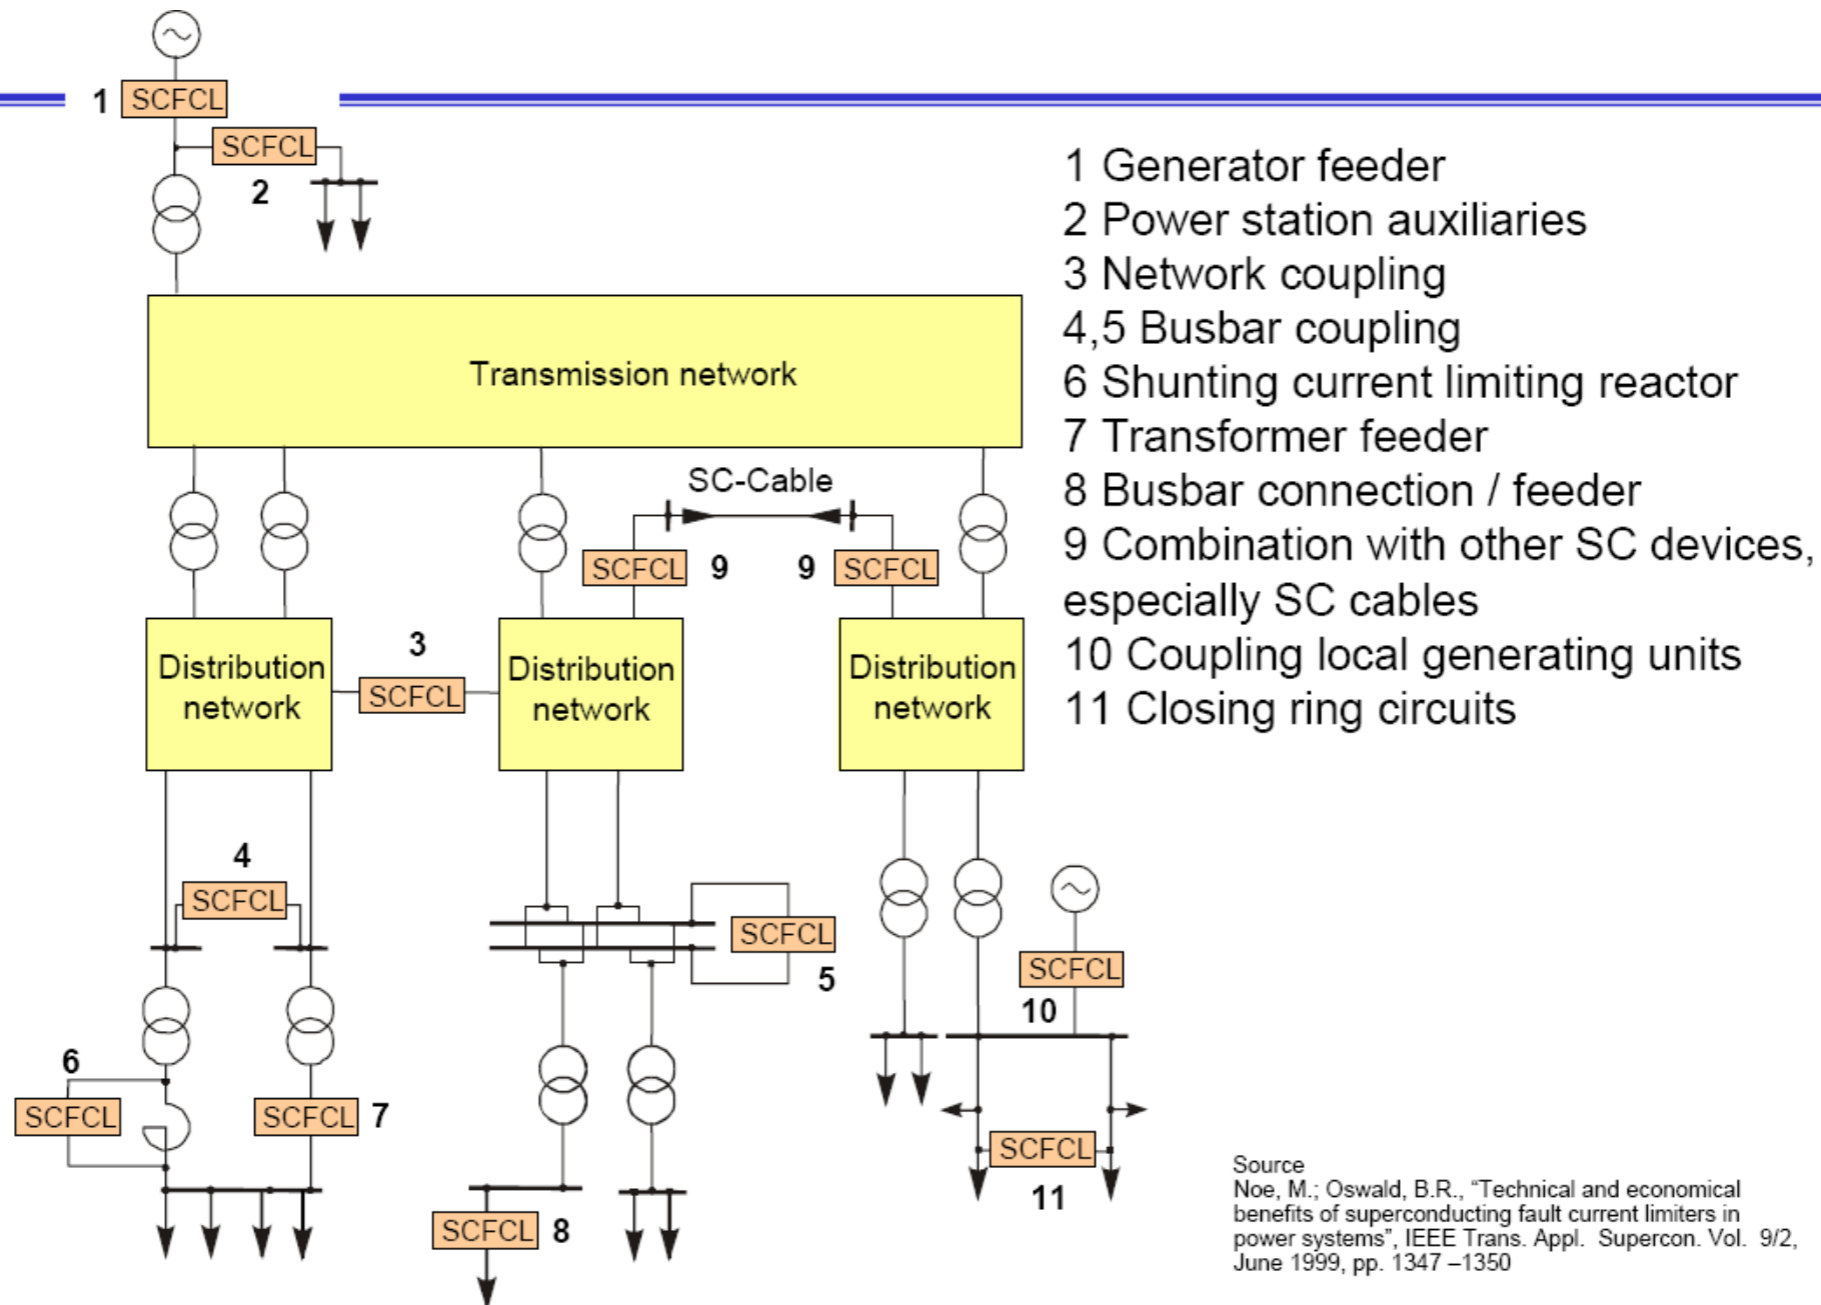 1 SCFCL
SCFCL
2
1 Generator feeder
2 Power station auxiliaries
3 Network coupling
4,5 Busbar coupling
6 Shunting current limiting reactor
7 Transformer feeder
8 Busbar connection / feeder
9 Combination with other SC devices,
especially SC cables
10 Coupling local generating units
11 Closing ring circuits
Transmission network
SC-Cable
SCFCL 9
9 SCFCL
Distribution
network
3
SCFCL
Distribution
network
Distribution
network
4
SCFCL
SCFCL
5
SCFCL
10
6
SCFCL
SCFCL 7
SCFCL
11
SCFCL 8
Source
Noe, M.; Oswald, B.R., “Technical and economical
benefits of superconducting fault current limiters in
power systems”, IEEE Trans. Appl. Supercon. Vol. 9/2,
June 1999, pp. 1347 –1350